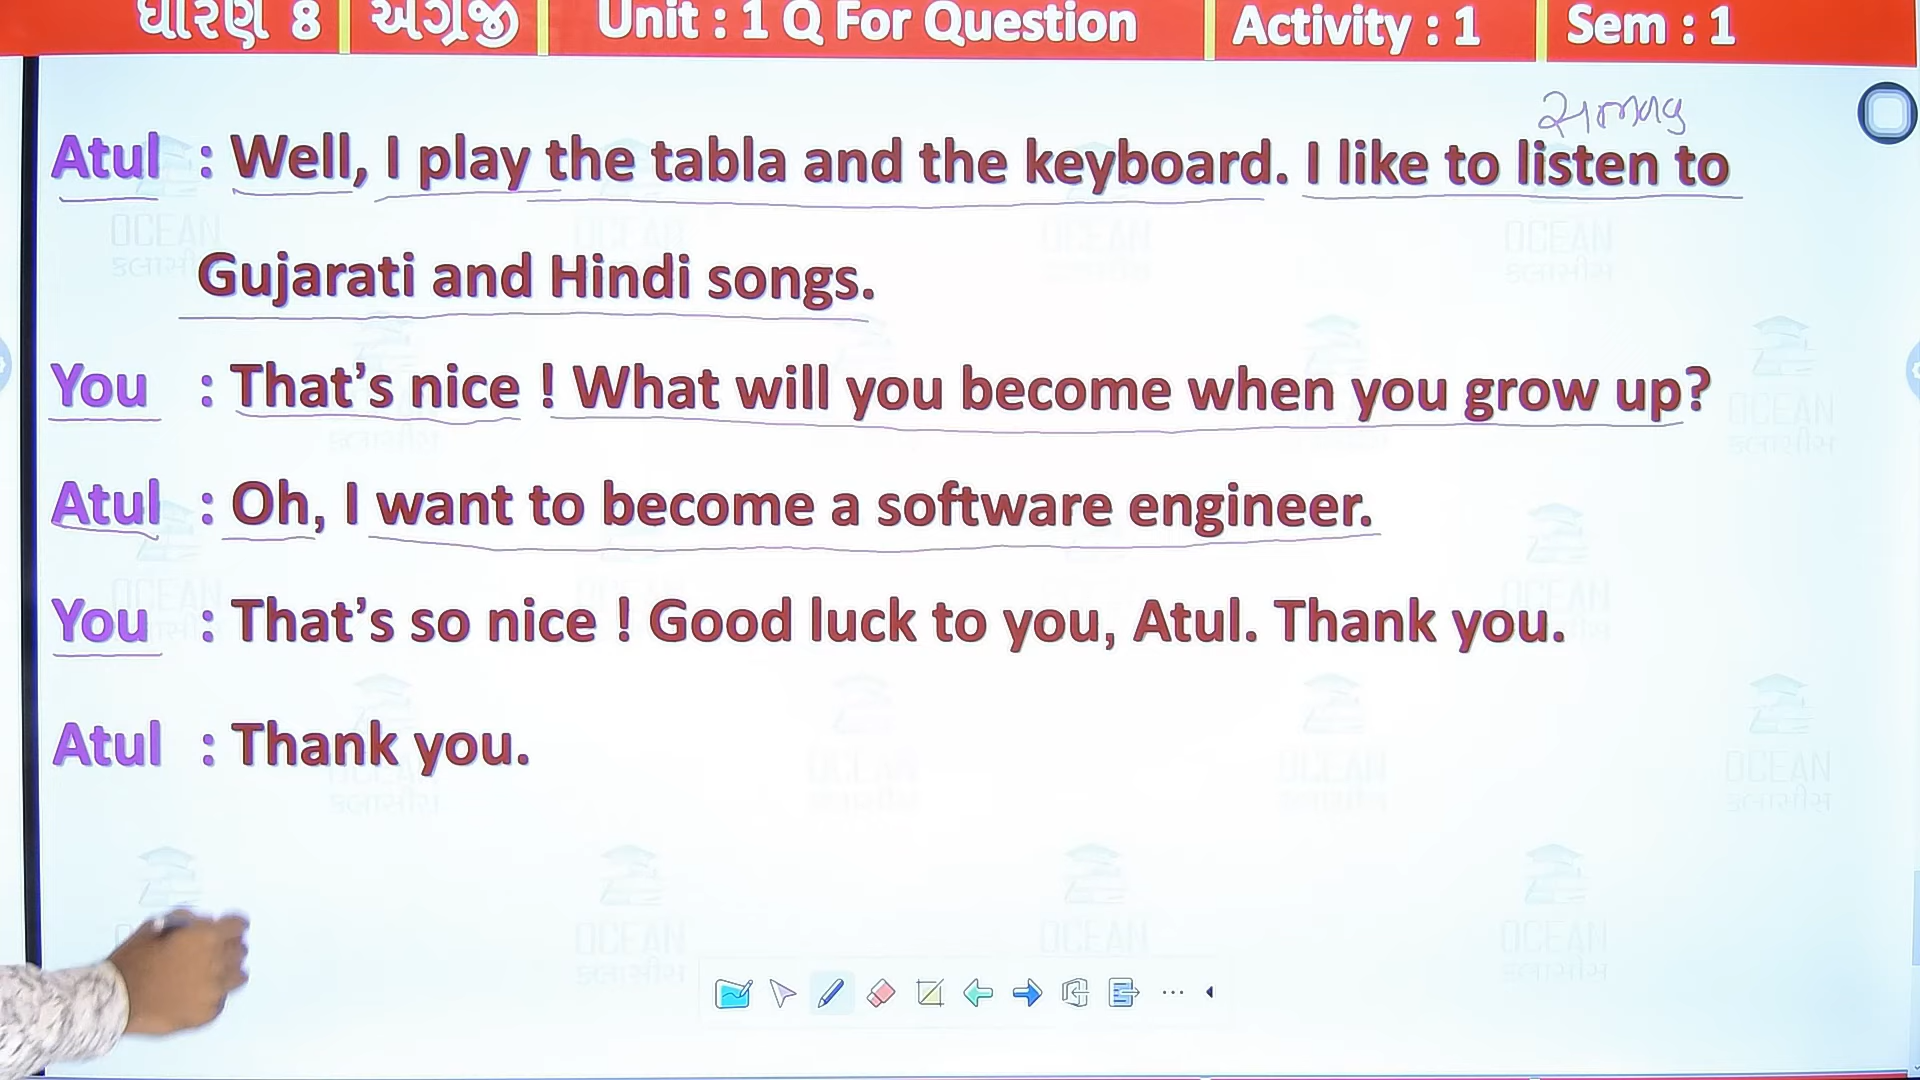 ધોરણ 8 અંગ્રેજી Unit : 1 Q For Question Activity : 1 Sem : 1
Atul : Well, I play the tabla and the keyboard. I like to listen to
Gujarati and Hindi songs.
You : That's nice ! What will you become when you grow up?
Atul : Oh, I want to become a software engineer.
You : That's so nice ! Good luck to you, Atul. Thank you.
Atul : Thank you.
OCEAN
ક્લાસીસ